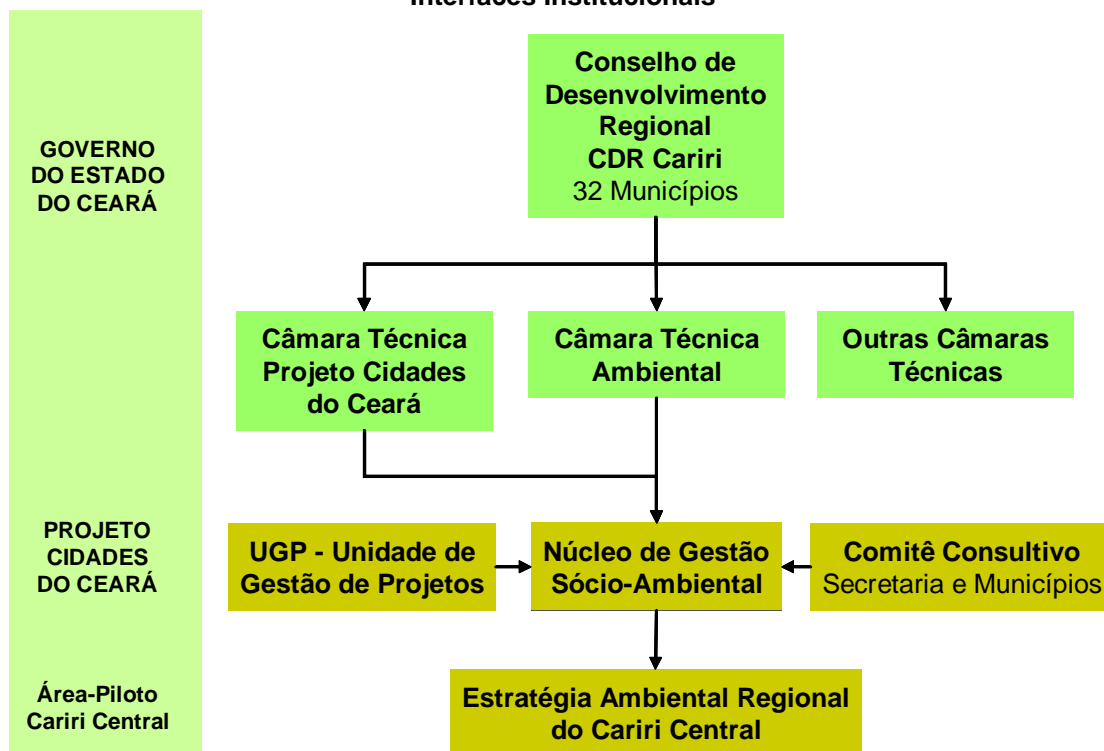 Interfaces Institucionais
GOVERNO
DO ESTADO
DO CEARÁ
Conselho de
Desenvolvimento
Regional
CDR Cariri
32 Municípios
Câmara Técnica
Projeto Cidades
do Ceará
Câmara Técnica
Ambiental
Outras Câmaras
Técnicas
PROJETO
CIDADES
DO CEARÁ
UGP - Unidade de
Gestão de Projetos
Núcleo de Gestão
Sócio-Ambiental
Comitê Consultivo
Secretaria e Municípios
Área-Piloto
Cariri Central
Estratégia Ambiental Regional
do Cariri Central